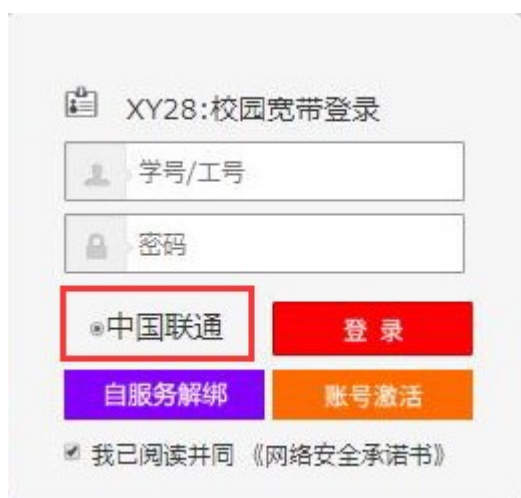 XY28:校园宽带登录
学号/工号
密码
中国联通
登 录
自服务解绑
账号激活
我已阅读并同 《网络安全承诺书》